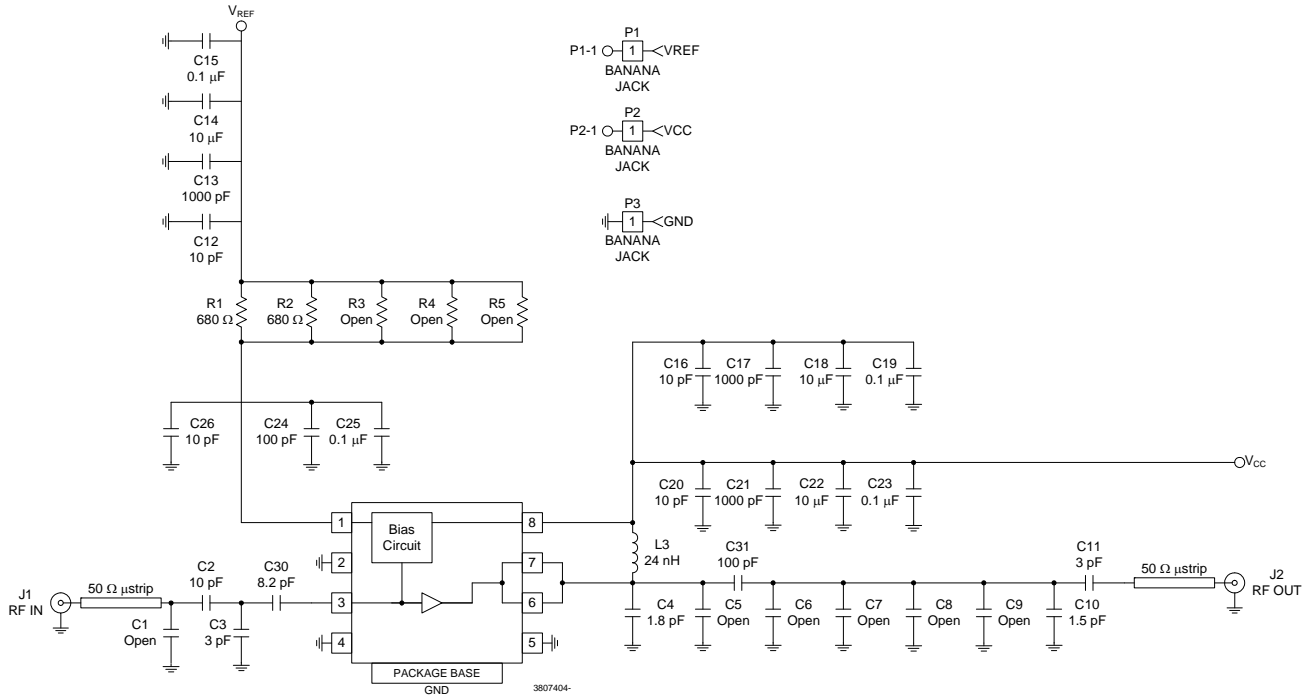 VREF
C15
0.1 µF
C14
10 µF
C13
1000 pF
C12
10 pF
P1
P1-1 1 VREF
BANANA
JACK
P2
P2-1 1 VCC
BANANA
JACK
P3
1 GND
BANANA
JACK
R1
680 Ω
R2
680 Ω
R3
Open
R4
Open
R5
Open
C16
10 pF
C17
1000 pF
C18
10 µF
C19
0.1 µF
C26
10 pF
C24
100 pF
C25
0.1 µF
VCC
C20
10 pF
C21
1000 pF
C22
10 µF
C23
0.1 µF
1
Bias
Circuit
8
2
7
3
6
4
5
PACKAGE BASE
GND
3807404-
L3
24 nH
J1
RF IN
50 Ω µstrip
C1
Open
C2
10 pF
C3
3 pF
C30
8.2 pF
C31
100 pF
C4
1.8 pF
C5
Open
C6
Open
C7
Open
C8
Open
C9
Open
C10
1.5 pF
C11
3 pF
50 Ω µstrip
J2
RF OUT